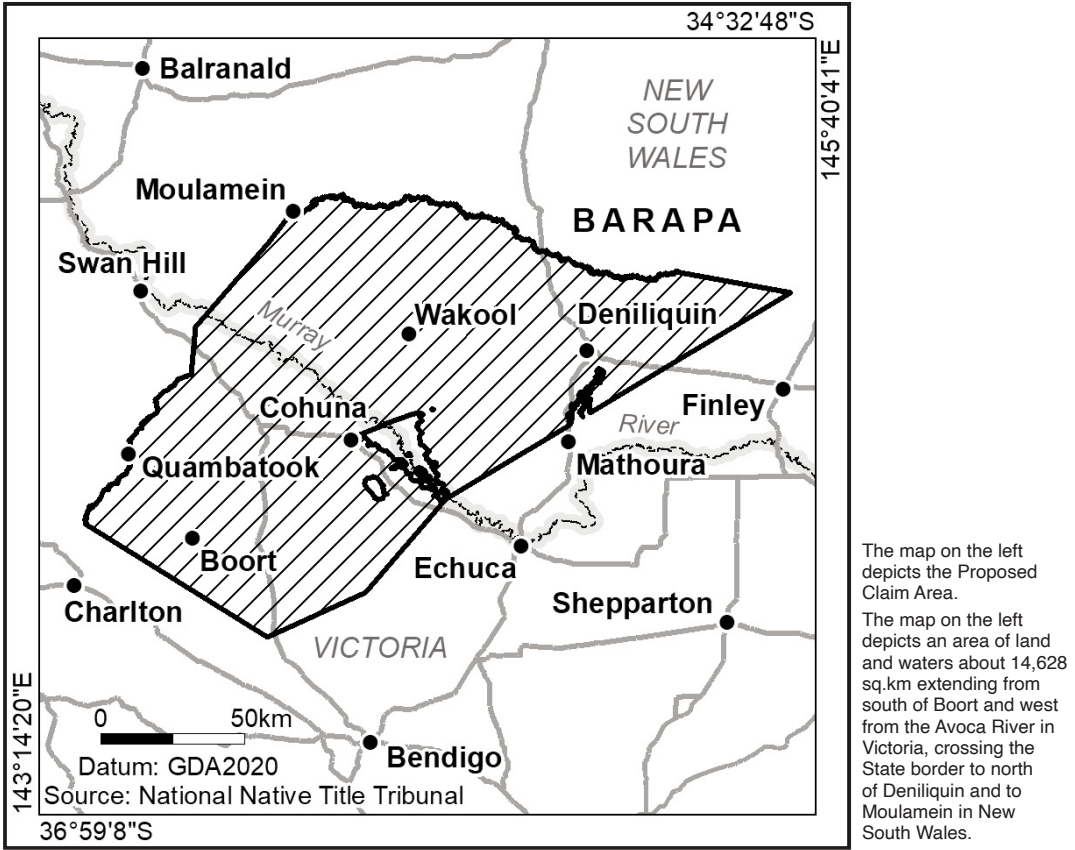 34°32'48"S
145°40'41"E
Balranald
NEW
SOUTH
WALES
Moulamein
BARAPA
Swan Hill
Murray
Wakool
Deniliquin
Cohuna
Finley
River
Quambatook
Mathoura
Boort
Echuca
Charlton
Shepparton
VICTORIA
143°14'20"E
0 50km
Bendigo
Datum: GDA2020
Source: National Native Title Tribunal
36°59'8"S
The map on the left
depicts the Proposed
Claim Area.
The map on the left
depicts an area of land
and waters about 14,628
sq.km extending from
south of Boort and west
from the Avoca River in
Victoria, crossing the
State border to north
of Deniliquin and to
Moulamein in New
South Wales.